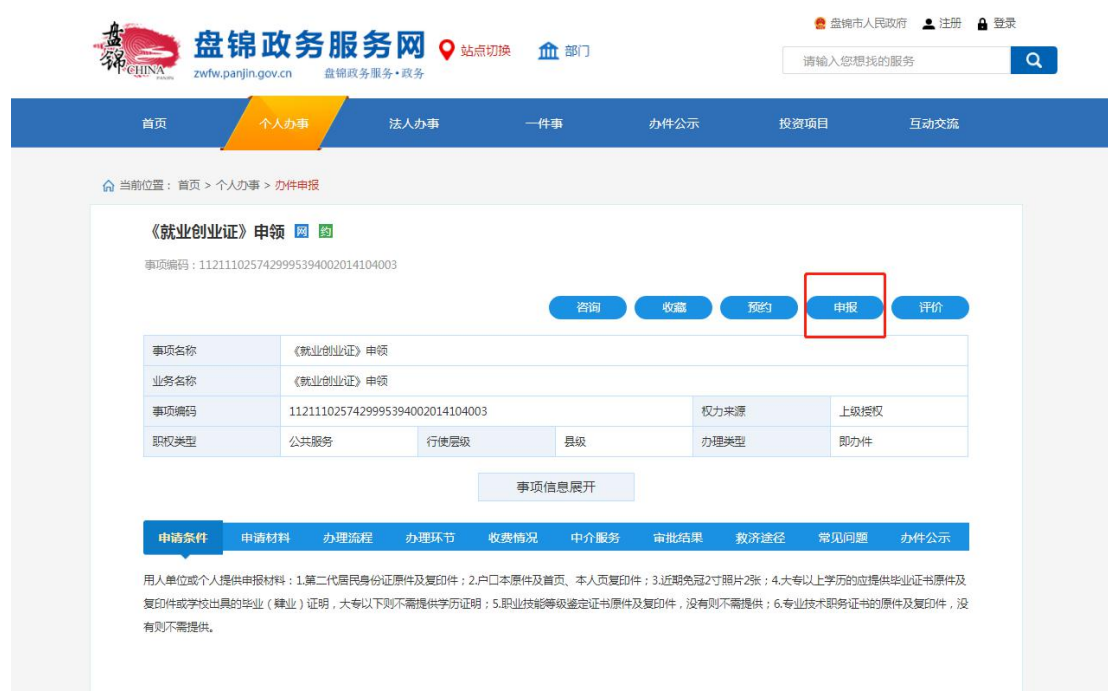 盘锦市人民政府 注册 登录
盘锦
CHINA
盘锦政务服务网
站点切换 部门
zwfw.panjin.gov.cn 盘锦政务服务•政务
请输入您想找的服务
首页 个人办事 法人办事 一件事 办件公示 投资项目 互动交流
当前位置： 首页 > 个人办事 > 办件申报
《就业创业证》申领 网 约
事项编码：11211102574299953940020141040​03
咨询 收藏 预约 申报 评价
事项名称 《就业创业证》申领
业务名称 《就业创业证》申领
事项编码 1121110257429995394002014104003 权力来源 上级授权
职权类型 公共服务 行使层级 县级 办理类型 即办件
事项信息展开
申请条件 申请材料 办理流程 办理环节 收费情况 中介服务 审批结果 救济途径 常见问题 办件公示
用人单位或个人提供申报材料：1.第二代居民身份证原件及复印件；2.户口本原件及首页、本人页复印件；3.近期免冠2寸照片2张；4.大专以上学历的应提供毕业证书原件及
复印件或学校出具的毕业（肄业）证明，大专以下则不需提供学历证明；5.职业技能等级鉴定证书原件及复印件，没有则不需提供；6.专业技术职务证书的原件及复印件，没
有则不需提供。